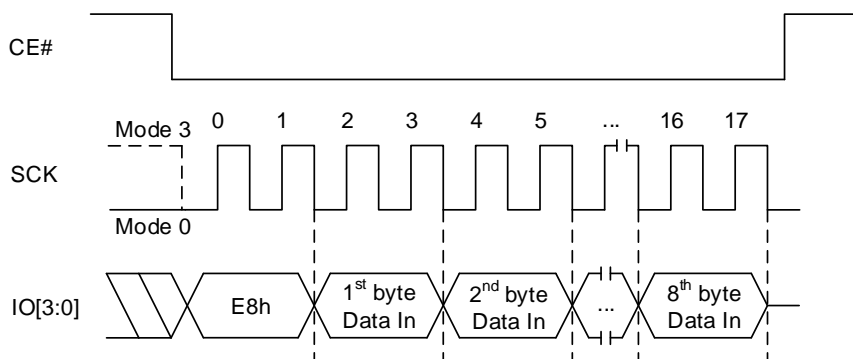 CE#
0 1 2 3 4 5 ... 16 17
Mode 3
SCK
Mode 0
IO[3:0]
E8h
1st byte
Data In
2nd byte
Data In
...
8th byte
Data In